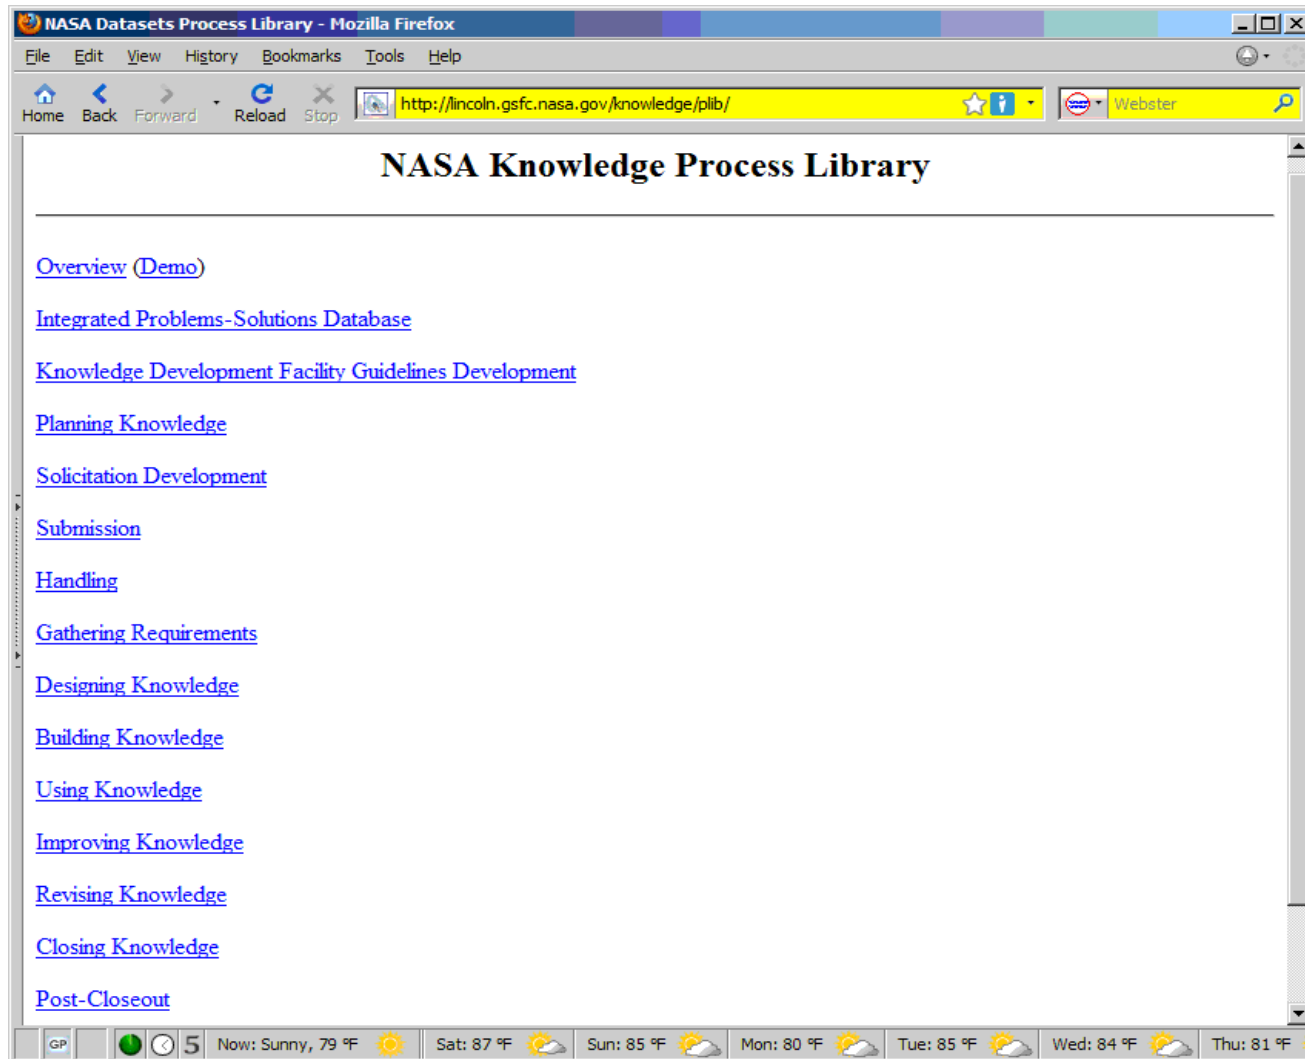 NASA Datasets Process Library - Mozilla Firefox
File Edit View History Bookmarks Tools Help
Home Back Forward Reload Stop http://lincoln.gsfc.nasa.gov/knowledge/plib/ Webster
NASA Knowledge Process Library
Overview (Demo)
Integrated Problems-Solutions Database
Knowledge Development Facility Guidelines Development
Planning Knowledge
Solicitation Development
Submission
Handling
Gathering Requirements
Designing Knowledge
Building Knowledge
Using Knowledge
Improving Knowledge
Revising Knowledge
Closing Knowledge
Post-Closeout
GP 5 Now: Sunny, 79 °F Sat: 87 °F Sun: 85 °F Mon: 80 °F Tue: 85 °F Wed: 84 °F Thu: 81 °F